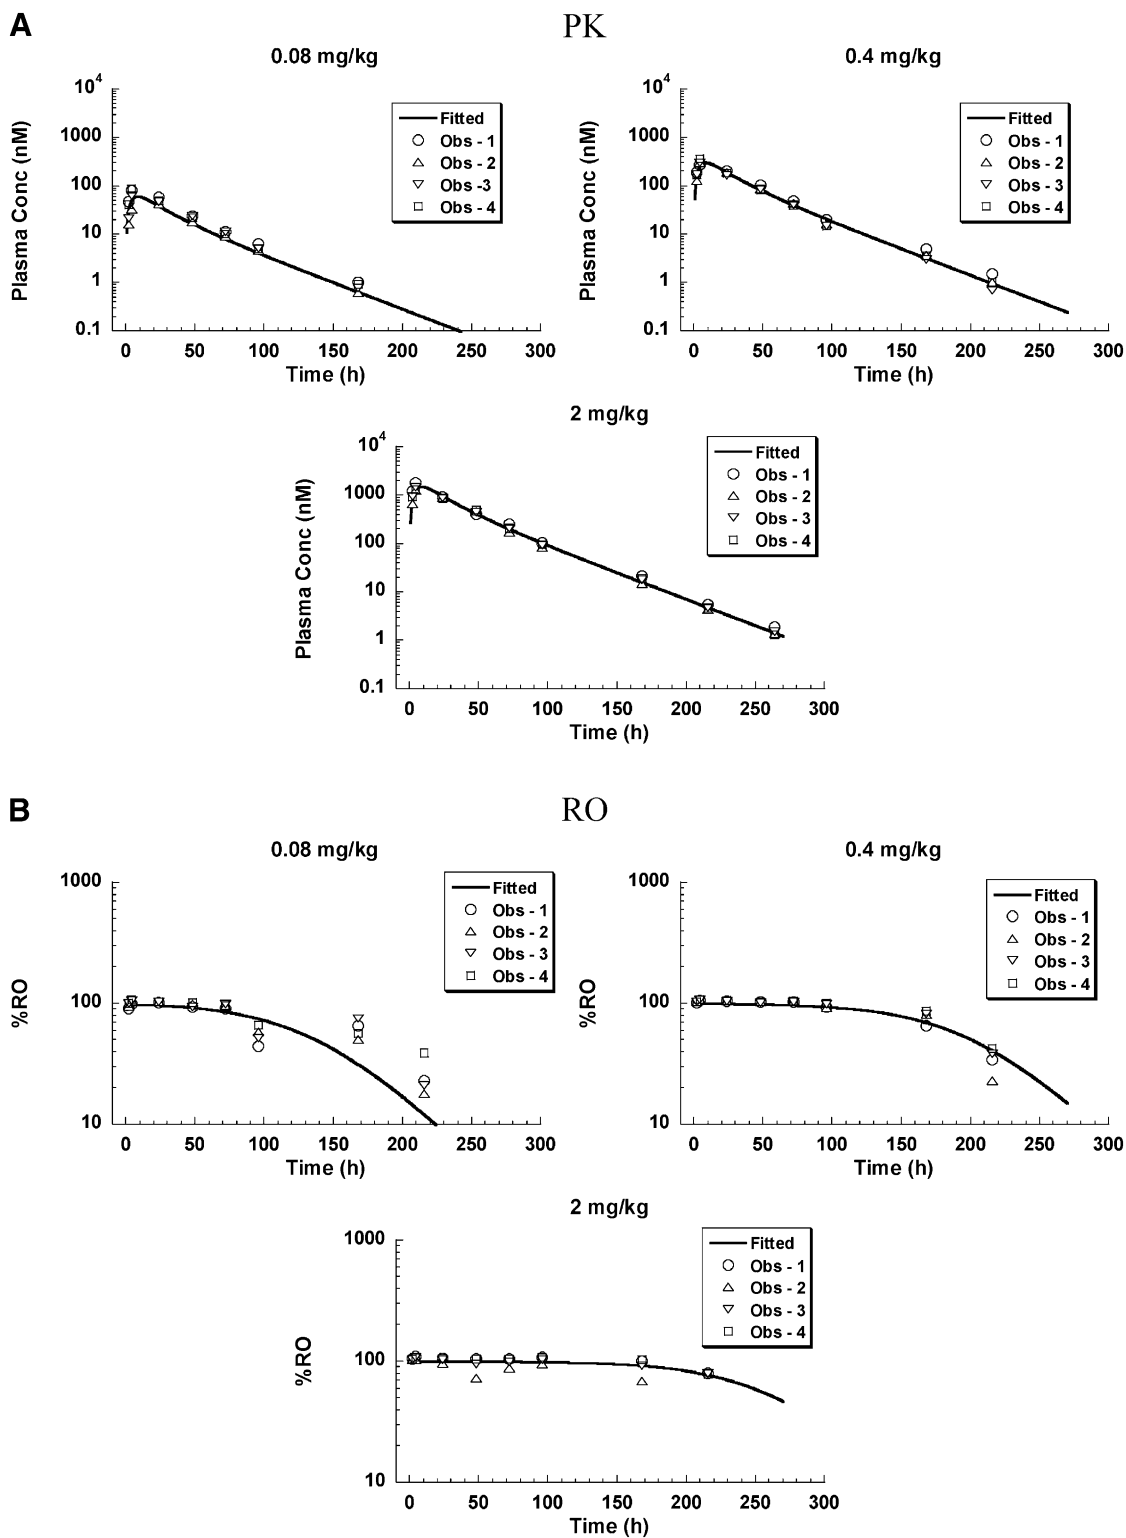 A
PK
0.08 mg/kg
10^4
1000
100
10
1
0.1
Plasma Conc (nM)
0 50 100 150 200 250 300
Time (h)
Fitted
Obs - 1
Obs - 2
Obs -3
Obs - 4
0.4 mg/kg
10^4
1000
100
10
1
0.1
Plasma Conc (nM)
0 50 100 150 200 250 300
Time (h)
Fitted
Obs - 1
Obs - 2
Obs - 3
Obs - 4
2 mg/kg
10^4
1000
100
10
1
0.1
Plasma Conc (nM)
0 50 100 150 200 250 300
Time (h)
Fitted
Obs - 1
Obs - 2
Obs - 3
Obs - 4
B
RO
0.08 mg/kg
1000
100
10
%RO
0 50 100 150 200 250 300
Time (h)
Fitted
Obs - 1
Obs - 2
Obs - 3
Obs - 4
0.4 mg/kg
1000
100
10
%RO
0 50 100 150 200 250 300
Time (h)
Fitted
Obs - 1
Obs - 2
Obs - 3
Obs - 4
2 mg/kg
1000
100
10
%RO
0 50 100 150 200 250 300
Time (h)
Fitted
Obs - 1
Obs - 2
Obs - 3
Obs - 4